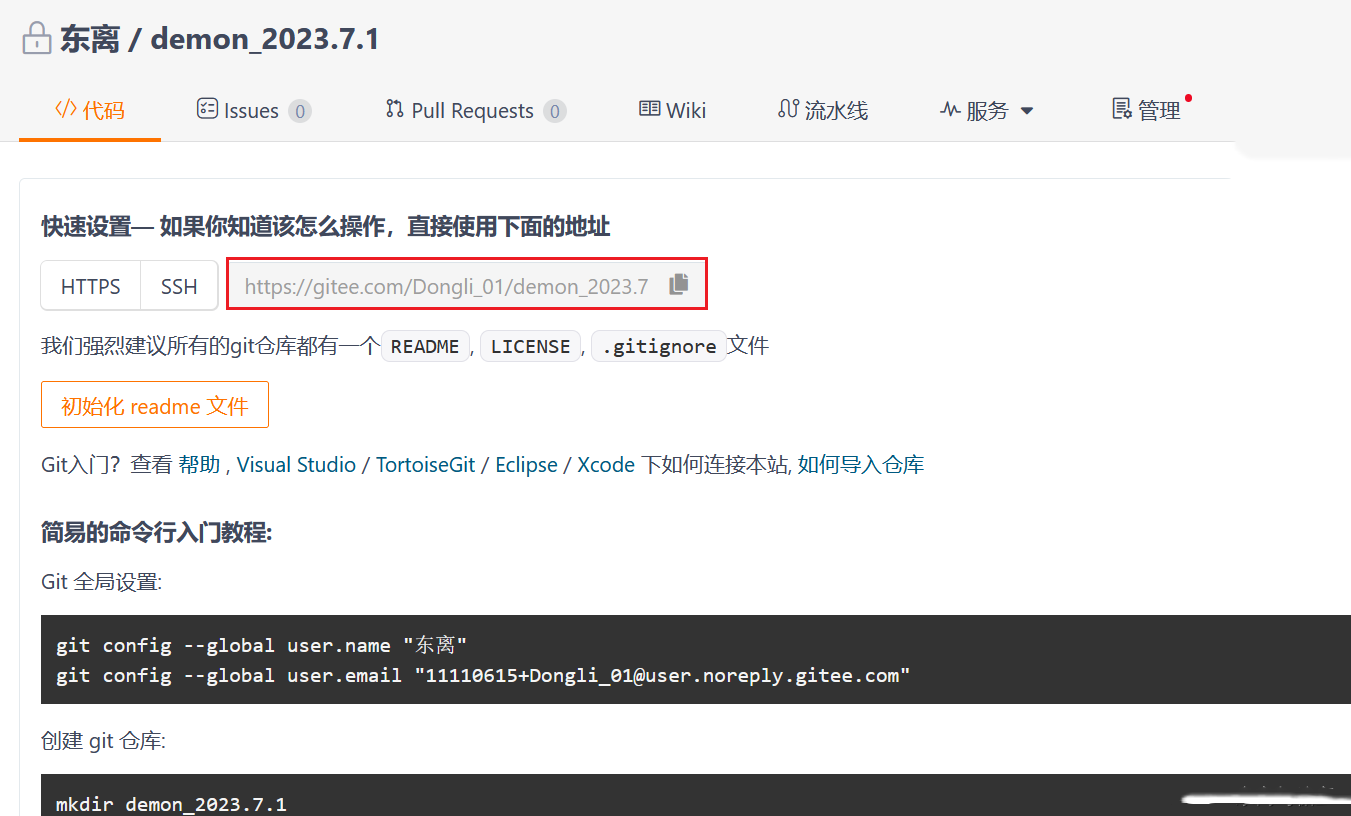 东离 / demon_2023.7.1
代码 Issues 0 Pull Requests 0 Wiki 流水线 服务 管理
快速设置— 如果你知道该怎么操作，直接使用下面的地址
HTTPS SSH https://gitee.com/Dongli_01/demon_2023.7
我们强烈建议所有的git仓库都有一个 README , LICENSE , .gitignore 文件
初始化 readme 文件
Git入门？查看 帮助 , Visual Studio / TortoiseGit / Eclipse / Xcode 下如何连接本站, 如何导入仓库
简易的命令行入门教程:
Git 全局设置:
git config --global user.name "东离"
git config --global user.email "11110615+Dongli_01@user.noreply.gitee.com"
创建 git 仓库:
mkdir demon_2023.7.1